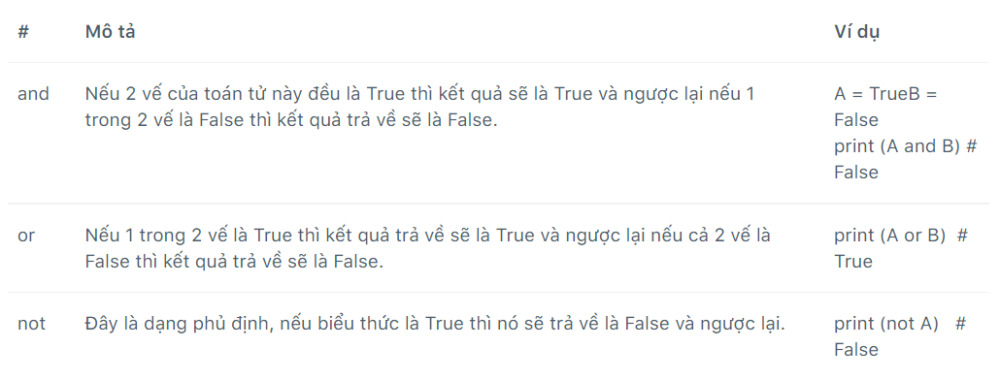 # Mô tả Ví dụ
and Nếu 2 vế của toán tử này đều là True thì kết quả sẽ là True và ngược lại nếu 1
trong 2 vế là False thì kết quả trả về sẽ là False.
A = TrueB =
False
print (A and B) #
False
or Nếu 1 trong 2 vế là True thì kết quả trả về sẽ là True và ngược lại nếu cả 2 vế là
False thì kết quả trả về sẽ là False.
print (A or B) #
True
not Đây là dạng phủ định, nếu biểu thức là True thì nó sẽ trả về là False và ngược lại.
print (not A) #
False